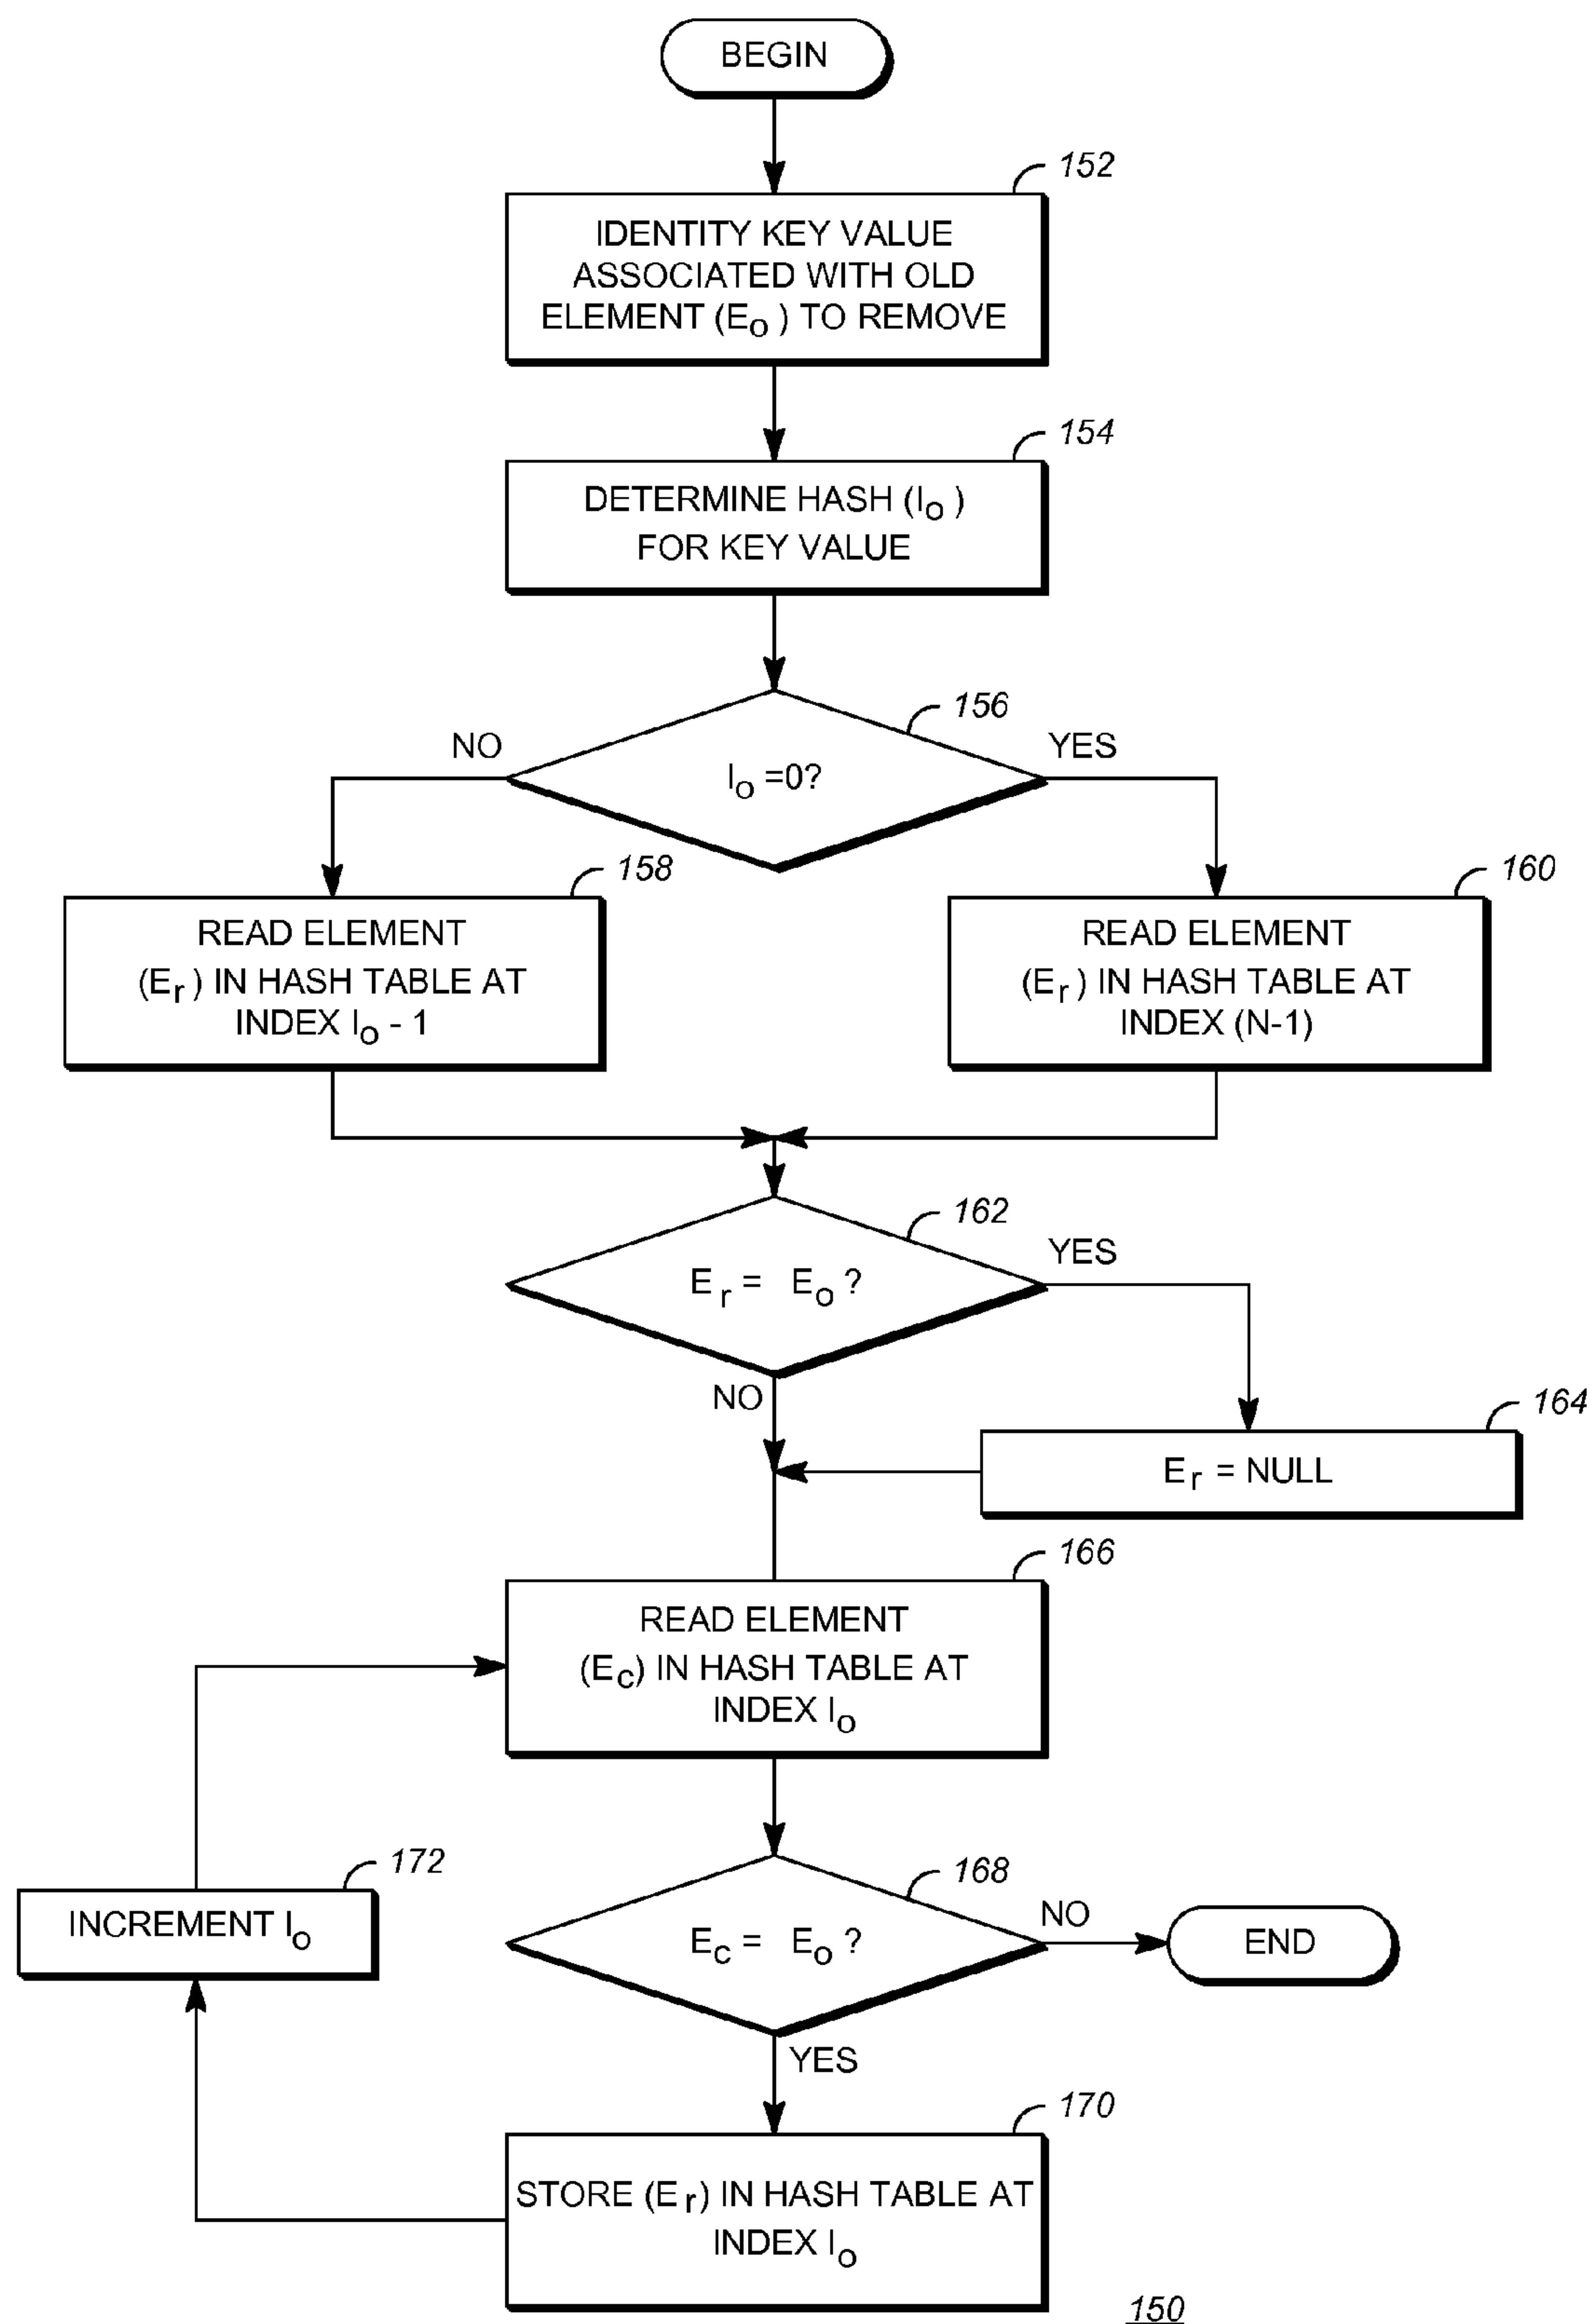 BEGIN
152
IDENTITY KEY VALUE
ASSOCIATED WITH OLD
ELEMENT (Eo) TO REMOVE
154
DETERMINE HASH (Io)
FOR KEY VALUE
156
NO
YES
Io =0?
158
160
READ ELEMENT
(Er) IN HASH TABLE AT
INDEX Io - 1
READ ELEMENT
(Er) IN HASH TABLE AT
INDEX (N-1)
162
YES
Er = Eo ?
NO
164
Er = NULL
166
READ ELEMENT
(Ec) IN HASH TABLE AT
INDEX Io
172
INCREMENT Io
168
NO
Ec = Eo ?
END
YES
170
STORE (Er) IN HASH TABLE AT
INDEX Io
150